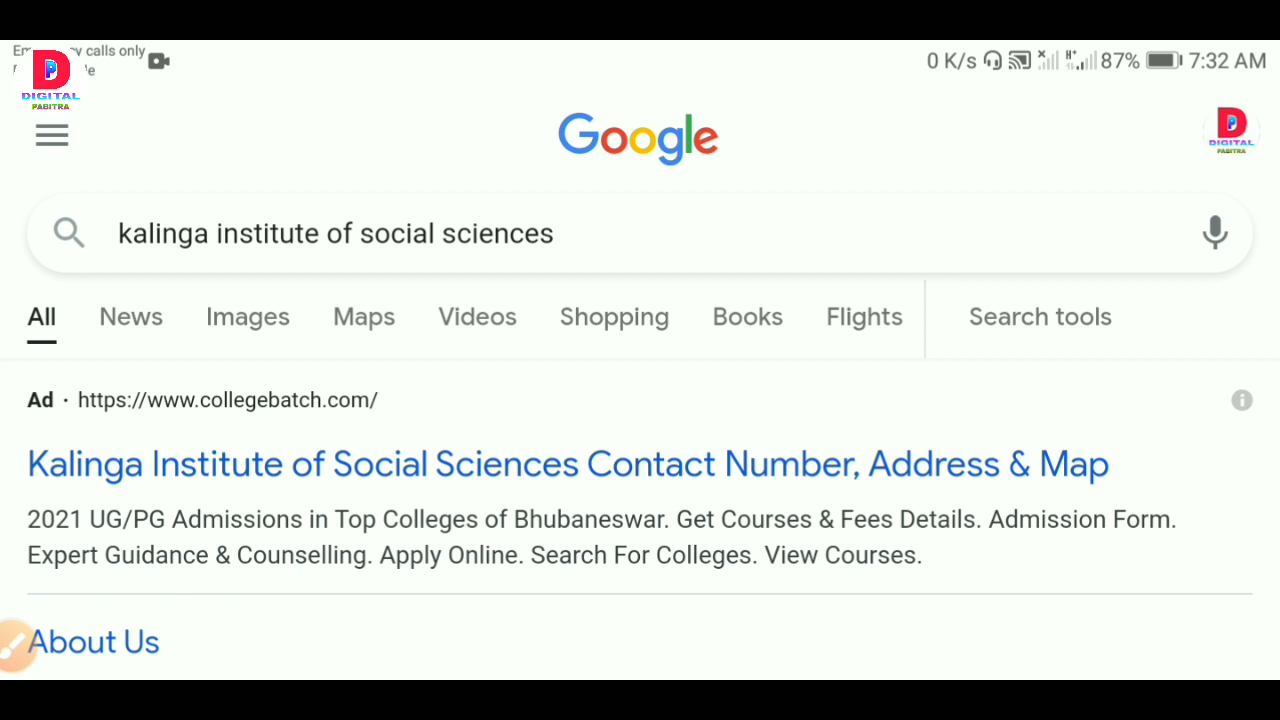 calls only
0 K/s 87% 7:32 AM
D P
DIGITAL
PABITRA
Google
D P
DIGITAL
PABITRA
kalinga institute of social sciences
All News Images Maps Videos Shopping Books Flights Search tools
Ad · https://www.collegebatch.com/
Kalinga Institute of Social Sciences Contact Number, Address & Map
2021 UG/PG Admissions in Top Colleges of Bhubaneswar. Get Courses & Fees Details. Admission Form.
Expert Guidance & Counselling. Apply Online. Search For Colleges. View Courses.
About Us